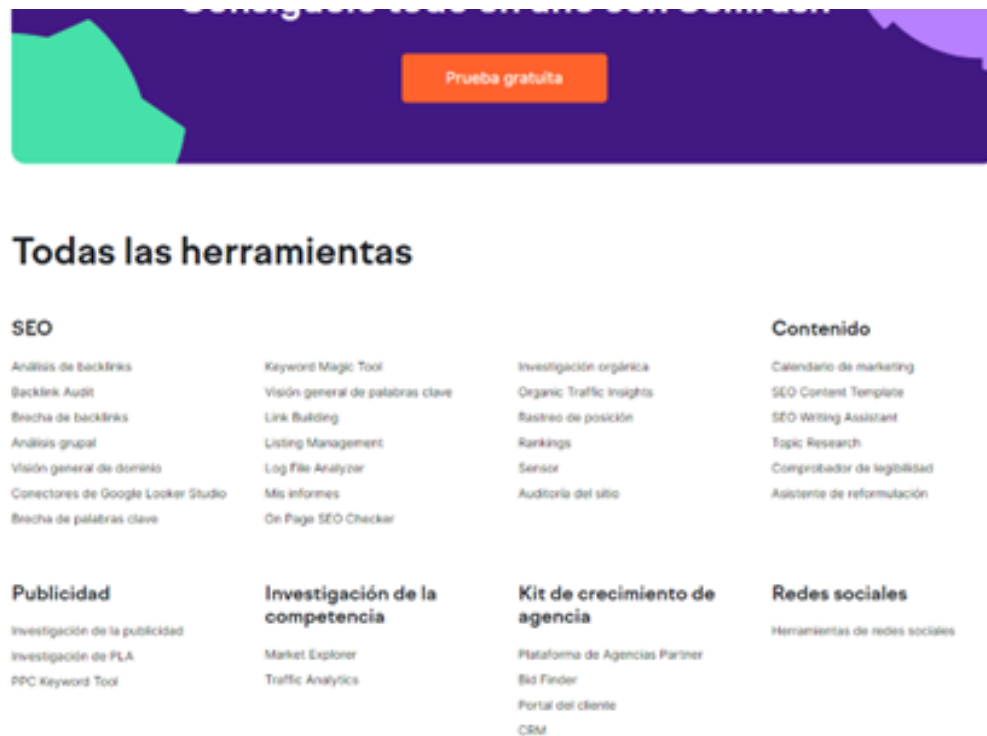 Consíguelo todo en uno con Semrush
Prueba gratuita
Todas las herramientas
SEO
Análisis de backlinks
Backlink Audit
Brecha de backlinks
Análisis grupal
Visión general de dominio
Conectores de Google Looker Studio
Brecha de palabras clave
Keyword Magic Tool
Visión general de palabras clave
Link Building
Listing Management
Log File Analyzer
Mis informes
On Page SEO Checker
Investigación orgánica
Organic Traffic Insights
Rastreo de posición
Rankings
Sensor
Auditoría del sitio
Contenido
Calendario de marketing
SEO Content Template
SEO Writing Assistant
Topic Research
Comprobador de legibilidad
Asistente de reformulación
Publicidad
Investigación de la publicidad
Investigación de PLA
PPC Keyword Tool
Investigación de la
competencia
Market Explorer
Traffic Analytics
Kit de crecimiento de
agencia
Plataforma de Agencias Partner
Bid Finder
Portal del cliente
CRM
Redes sociales
Herramientas de redes sociales